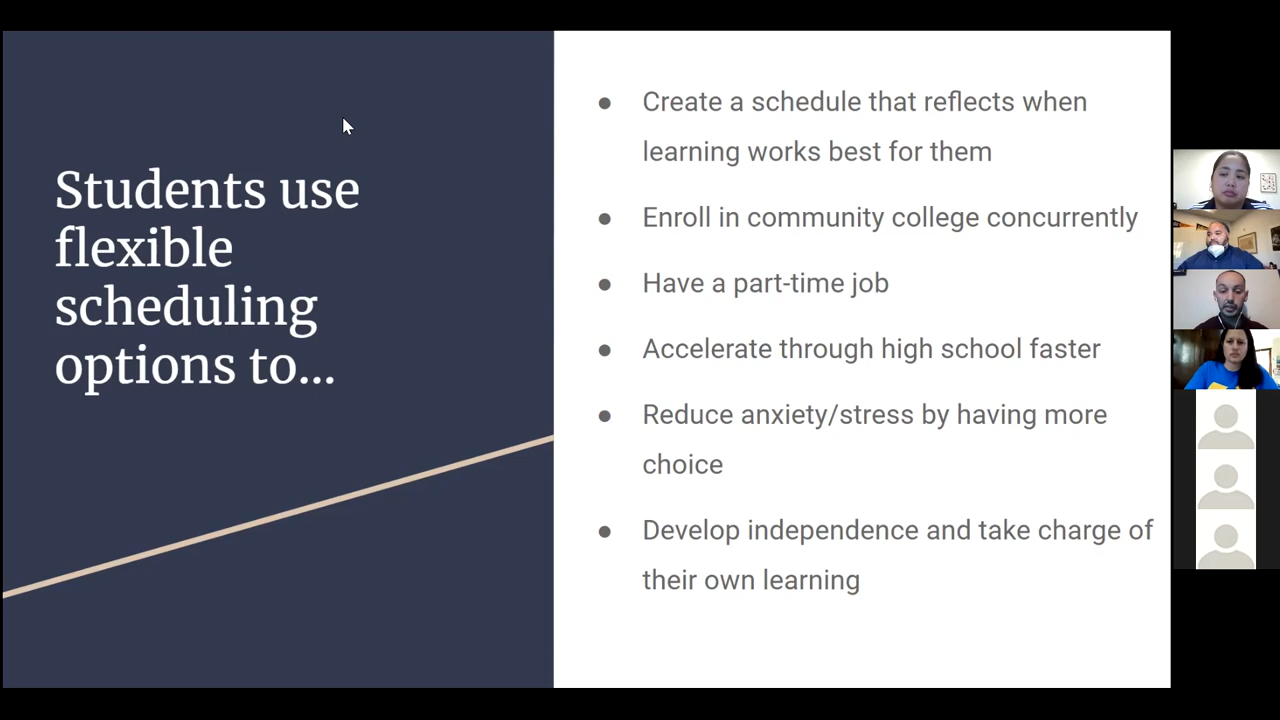 Students use
flexible
scheduling
options to...
● Create a schedule that reflects when
learning works best for them
● Enroll in community college concurrently
● Have a part-time job
● Accelerate through high school faster
● Reduce anxiety/stress by having more
choice
● Develop independence and take charge of
their own learning